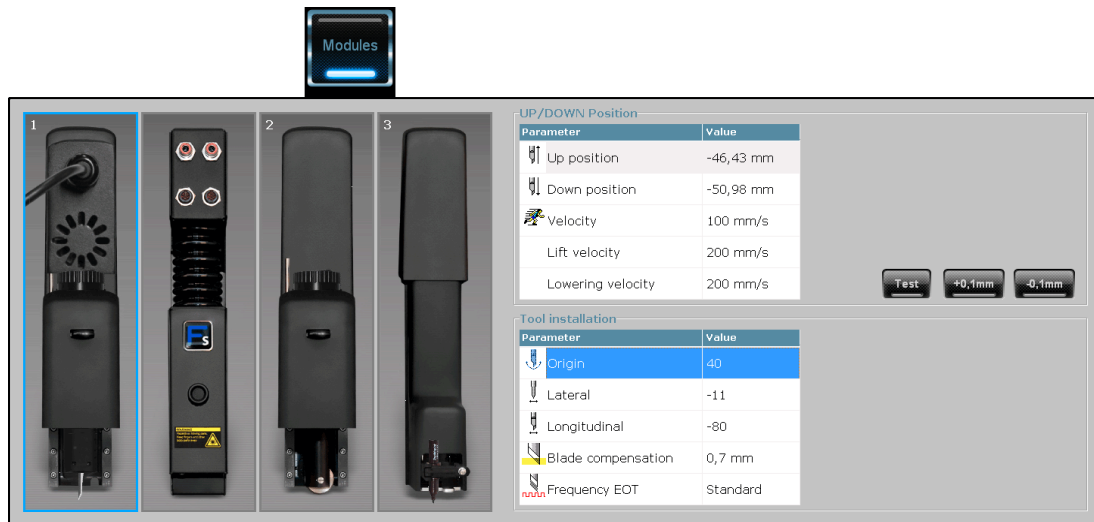 Modules
1
2
3
Fs
UP/DOWN Position
Parameter Value
Up position -46,43 mm
Down position -50,98 mm
Velocity 100 mm/s
Lift velocity 200 mm/s
Lowering velocity 200 mm/s
Test +0,1mm -0,1mm
Tool installation
Parameter Value
Origin 40
Lateral -11
Longitudinal -80
Blade compensation 0,7 mm
Frequency EOT Standard